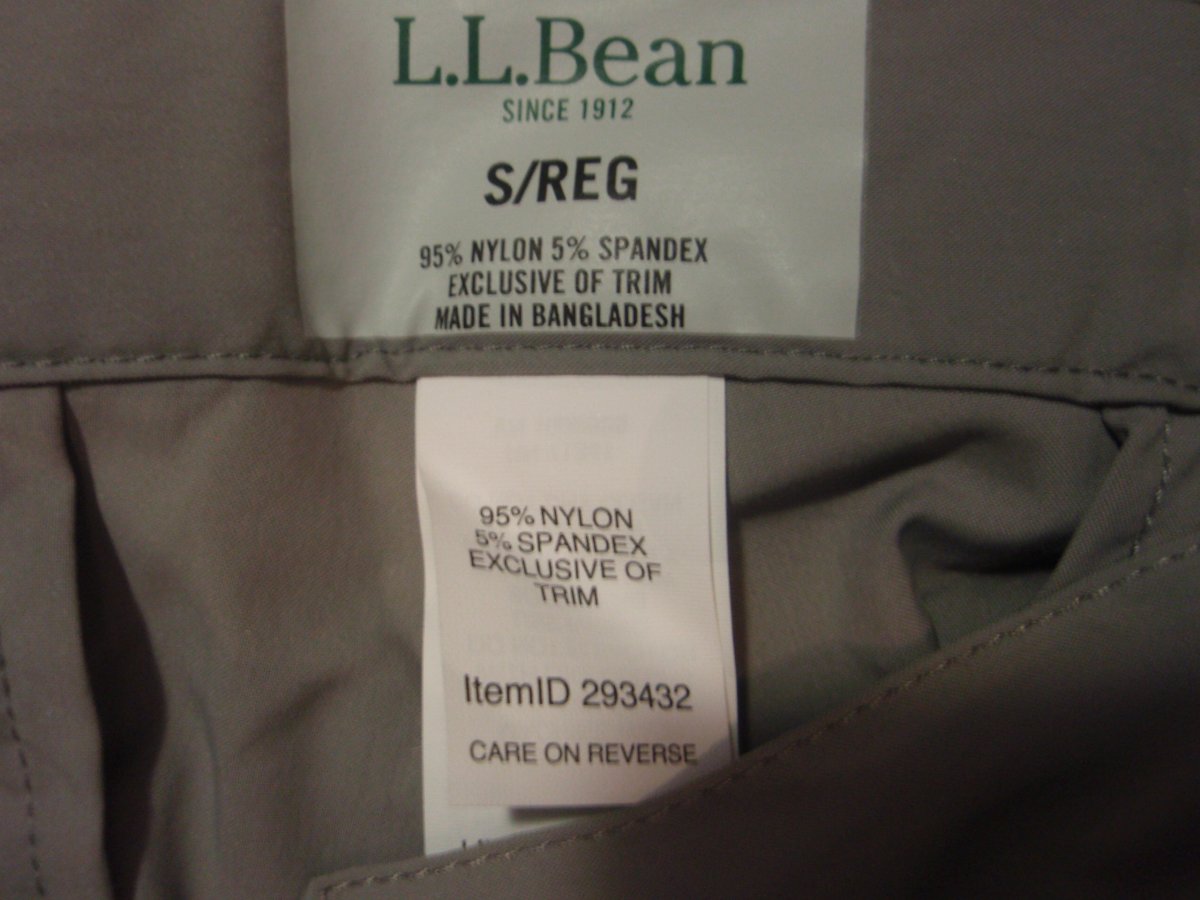 L.L.Bean
SINCE 1912
S/REG
95% NYLON 5% SPANDEX
EXCLUSIVE OF TRIM
MADE IN BANGLADESH
95% NYLON
5% SPANDEX
EXCLUSIVE OF
TRIM
ItemID 293432
CARE ON REVERSE